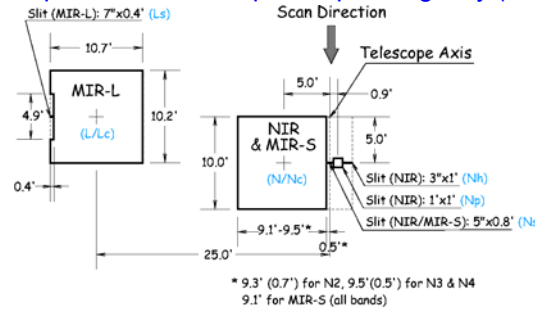 Slit (MIR-L): 7"x0.4' (Ls)
Scan Direction
10.7'
Telescope Axis
5.0'
0.9'
MIR-L
4.9'
10.2'
(L/Lc)
NIR
& MIR-S
10.0'
5.0'
(N/Nc)
Slit (NIR): 3"x1' (Nh)
Slit (NIR): 1'x1' (Np)
0.4'
Slit (NIR/MIR-S): 5"x0.8'
9.1'-9.5'*
0.5'*
25.0'
* 9.3' (0.7') for N2, 9.5'(0.5') for N3 & N4
9.1' for MIR-S (all bands)